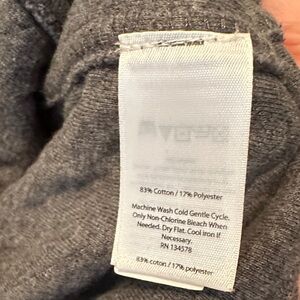 83% Cotton / 17% Polyester
Machine Wash Cold Gentle Cycle.
Only Non-Chlorine Bleach When
Needed. Dry Flat. Cool Iron If
Necessary.
RN 134578
83% cotton / 17% polyester